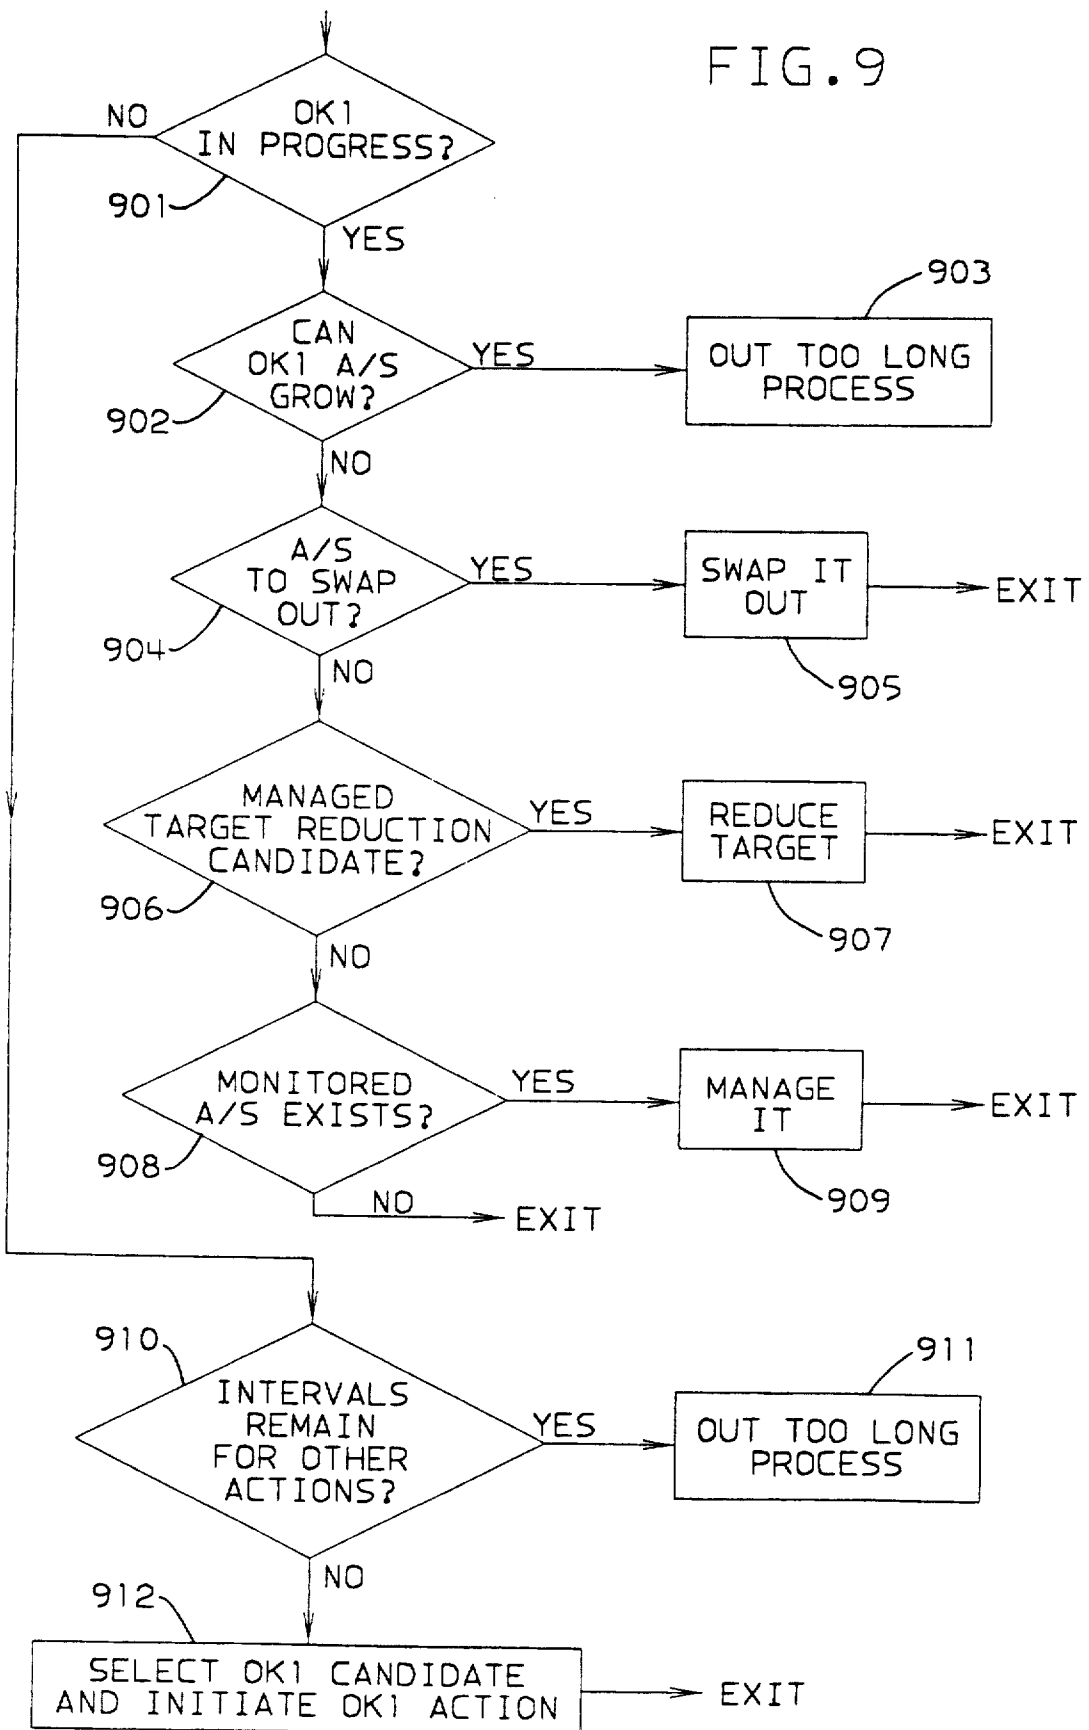 FIG.9
OK1
IN PROGRESS?
NO
901
YES
CAN
OK1 A/S
GROW?
902
YES
903
OUT TOO LONG
PROCESS
NO
A/S
TO SWAP
OUT?
904
YES
SWAP IT
OUT
905
EXIT
NO
MANAGED
TARGET REDUCTION
CANDIDATE?
906
YES
REDUCE
TARGET
907
EXIT
NO
MONITORED
A/S EXISTS?
908
YES
MANAGE
IT
909
EXIT
NO
EXIT
910
INTERVALS
REMAIN
FOR OTHER
ACTIONS?
YES
911
OUT TOO LONG
PROCESS
NO
912
SELECT OK1 CANDIDATE
AND INITIATE OK1 ACTION
EXIT